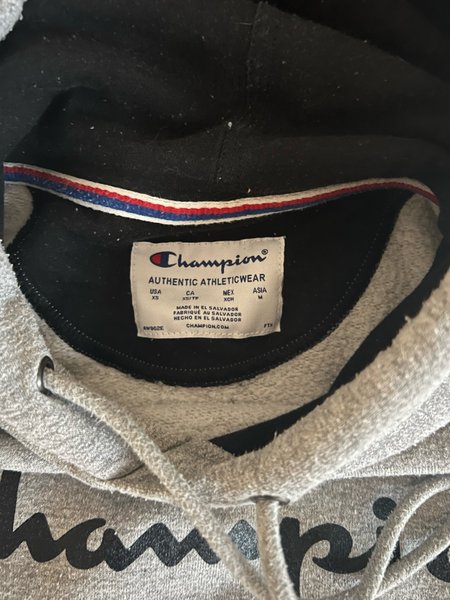 Champion®
AUTHENTIC ATHLETICWEAR
USA CA MEX ASIA
XS XS/TP XCH M
MADE IN EL SALVADOR
FABRIQUÉ AU SALVADOR
HECHO EN EL SALVADOR
CHAMPION.COM
Champio